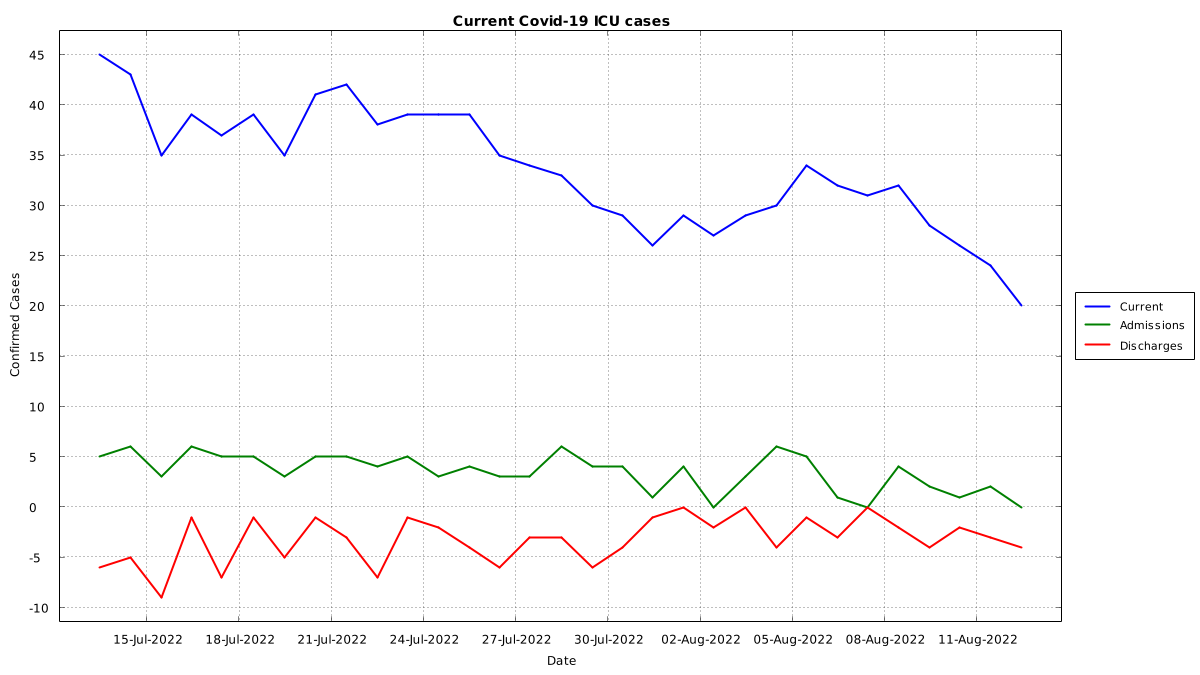 Current Covid-19 ICU cases
45
40
35
30
25
20
15
10
5
0
-5
-10
Confirmed Cases
15-Jul-2022 18-Jul-2022 21-Jul-2022 24-Jul-2022 27-Jul-2022 30-Jul-2022 02-Aug-2022 05-Aug-2022 08-Aug-2022 11-Aug-2022
Date
Current
Admissions
Discharges